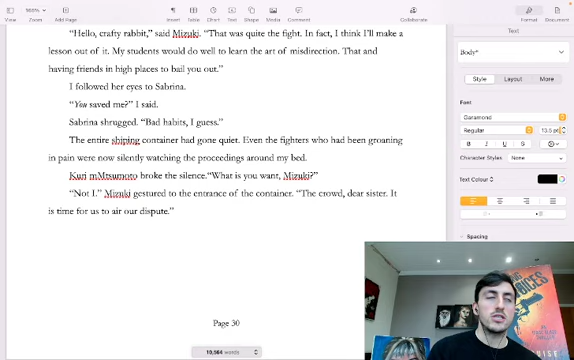 View
Zoom
Add Page
Insert
Table
Chart
Text
Shape
Media
Comment
Collaborate
Format
Document
“Hello, crafty rabbit,” said Mizuki. “That was quite the fight. In fact, I think I’ll make a
lesson out of it. My students would do well to learn the art of misdirection. That and
having friends in high places to bail you out.”
I followed her eyes to Sabrina.
“You saved me?” I said.
Sabrina shrugged. “Bad habits, I guess.”
The entire shiping container had gone quiet. Even the fighters who had been groaning
in pain were now silently watching the proceedings around my bed.
Kuri mMtsumoto broke the silence.“What is you want, Mizuki?”
“Not I.” Mizuki gestured to the entrance of the container. “The crowd, dear sister. It
is time for us to air our dispute.”
Page 30
words
Text
Body*
Style
Layout
More
Font
Garamond
Regular
13.5 pt
B I U S
Character Styles
None
Text Colour
Spacing